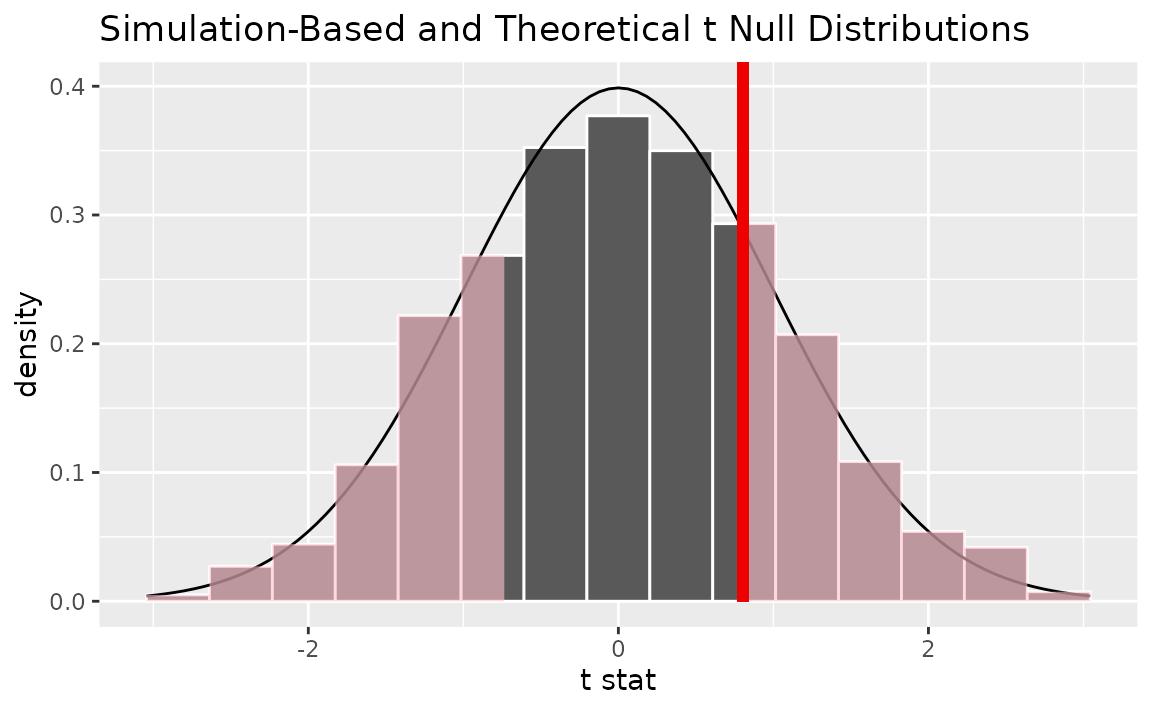 Simulation-Based and Theoretical t Null Distributions
0.4
0.3
0.2
0.1
0.0
density
-2 0 2
t stat